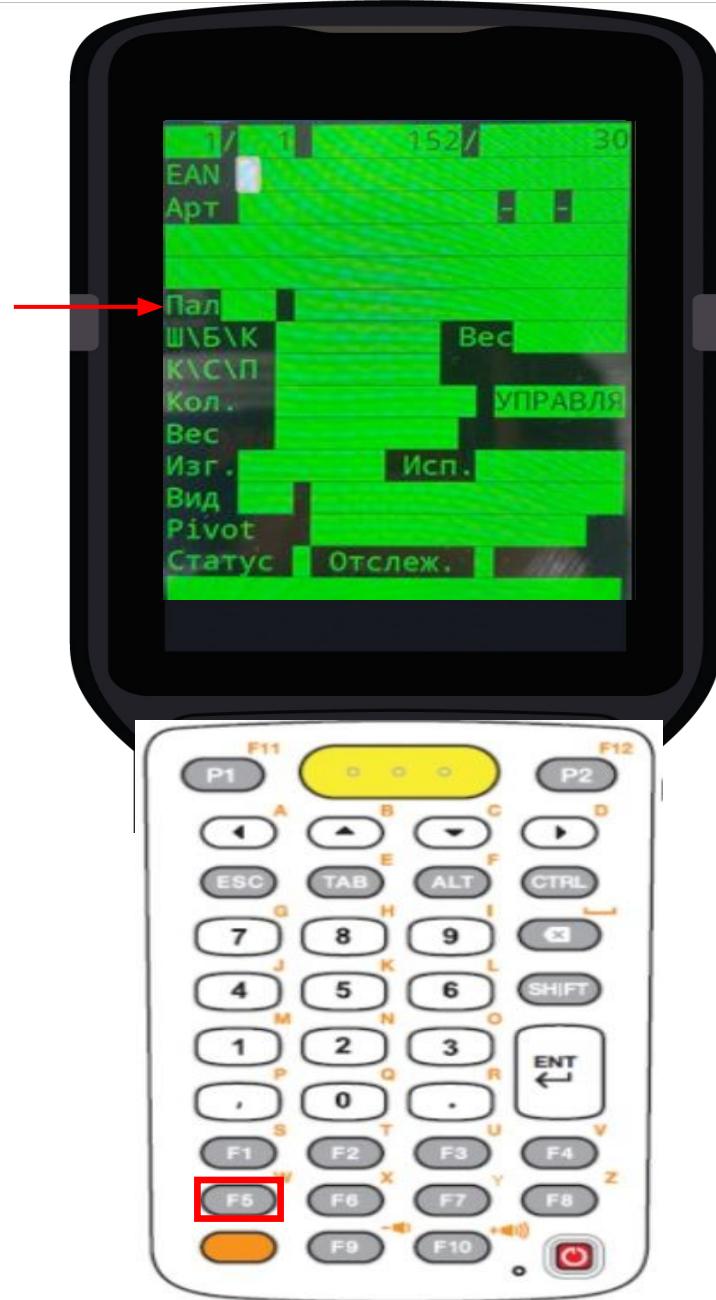 1/ 1 152/ 30
EAN
Арт - -
Пал
Ш\Б\К Вес
К\С\П
Кол. УПРАВЛЯ
Вес
Изг. Исп.
Вид
Pivot
Статус Отслеж.
F11 F12
P1 P2
A B C D
E F
ESC TAB ALT CTRL
G H I
7 8 9
J K L
4 5 6 SHIFT
M N O
1 2 3 ENT
P Q R
, 0 .
S T U V
F1 F2 F3 F4
W X Y Z
F5 F6 F7 F8
- +
F9 F10